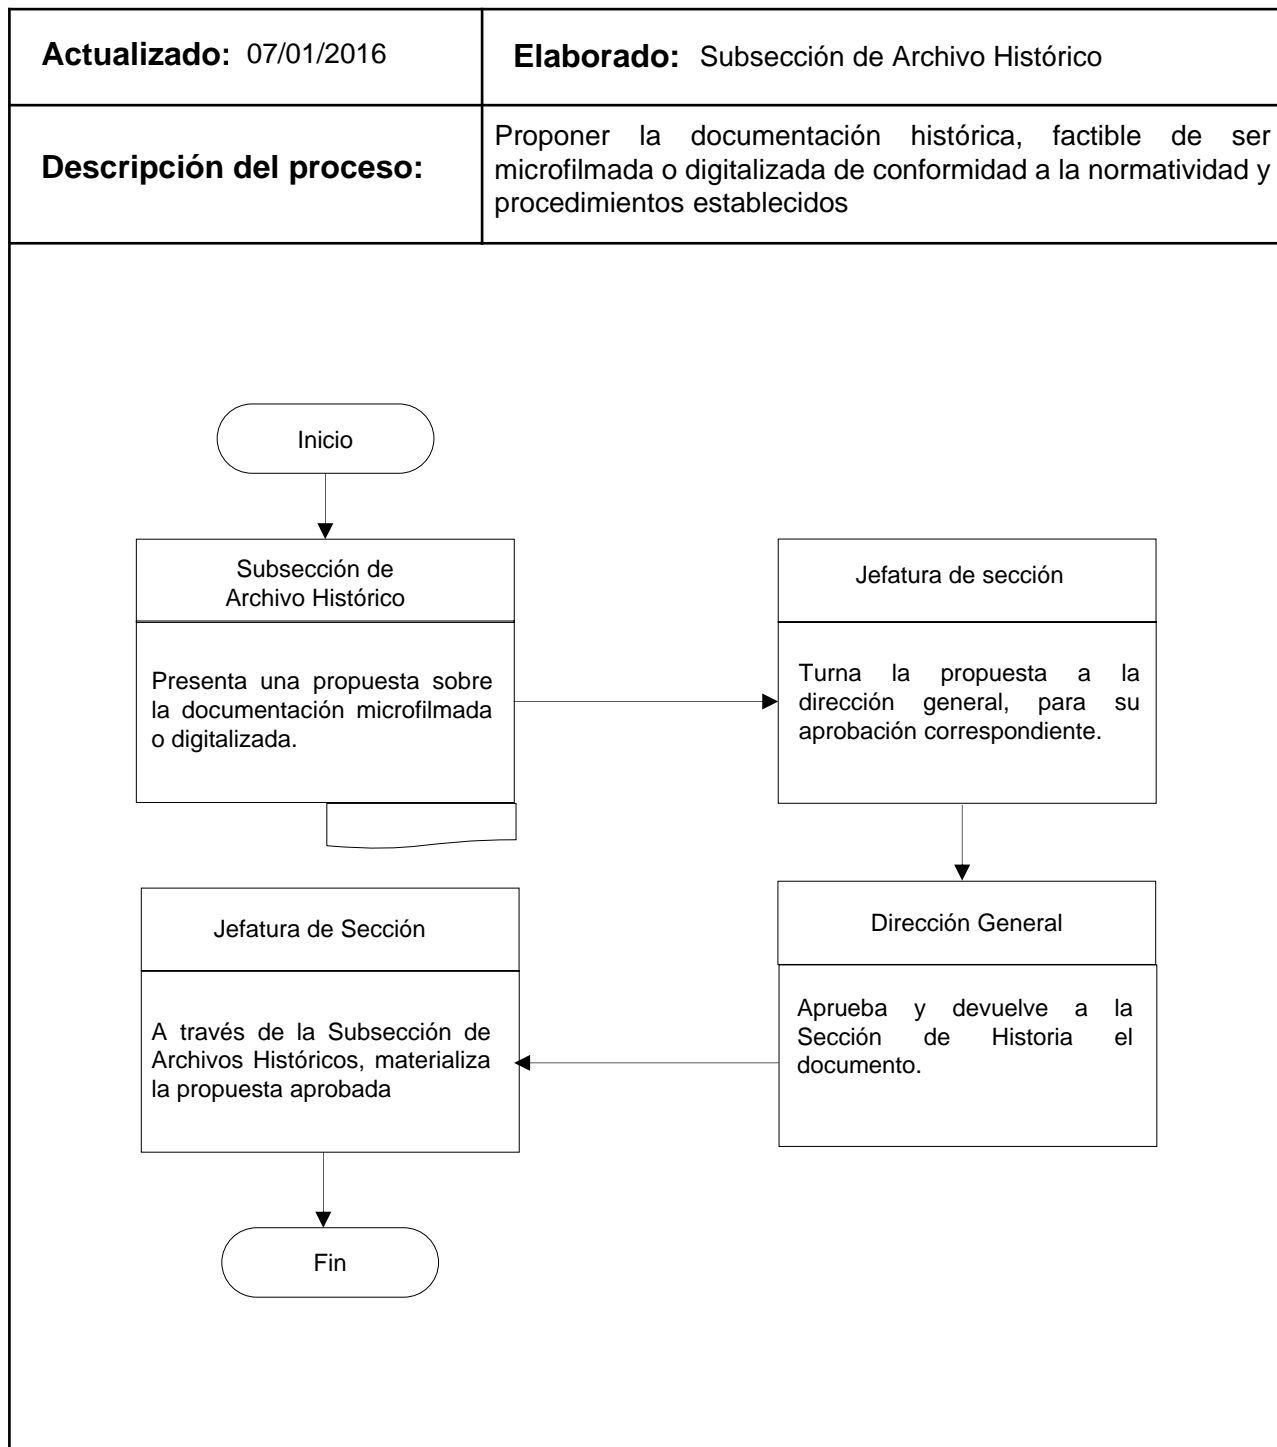 Actualizado: 07/01/2016
Elaborado: Subsección de Archivo Histórico
Descripción del proceso:
Proponer la documentación histórica, factible de ser
microfilmada o digitalizada de conformidad a la normatividad y
procedimientos establecidos
Inicio
Subsección de
Archivo Histórico
Presenta una propuesta sobre
la documentación microfilmada
o digitalizada.
Jefatura de sección
Turna la propuesta a la
dirección general, para su
aprobación correspondiente.
Dirección General
Aprueba y devuelve a la
Sección de Historia el
documento.
Jefatura de Sección
A través de la Subsección de
Archivos Históricos, materializa
la propuesta aprobada
Fin